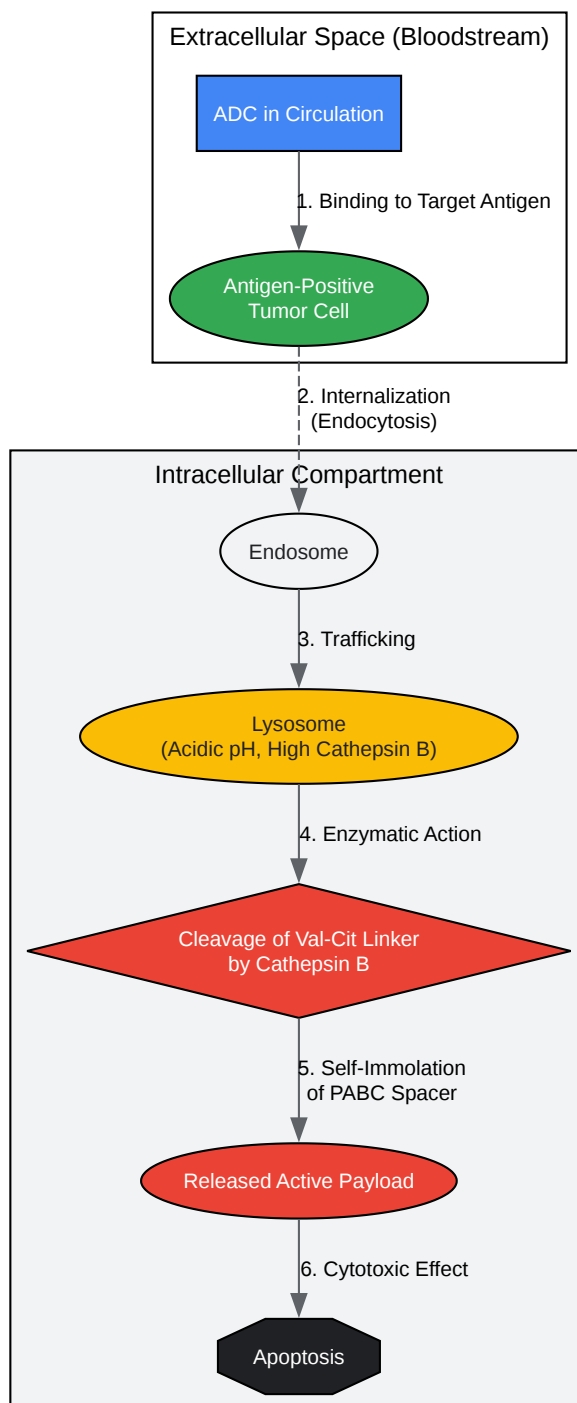 Extracellular Space (Bloodstream)
ADC in Circulation
1. Binding to Target Antigen
Antigen-Positive
Tumor Cell
2. Internalization
(Endocytosis)
Intracellular Compartment
Endosome
3. Trafficking
Lysosome
(Acidic pH, High Cathepsin B)
4. Enzymatic Action
Cleavage of Val-Cit Linker
by Cathepsin B
5. Self-Immolation
of PABC Spacer
Released Active Payload
6. Cytotoxic Effect
Apoptosis